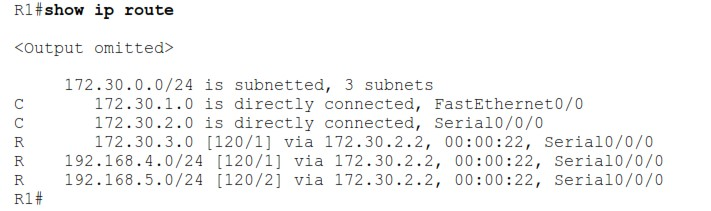 R1#show ip route
<Output omitted>
172.30.0.0/24 is subnetted, 3 subnets
C 172.30.1.0 is directly connected, FastEthernet0/0
C 172.30.2.0 is directly connected, Serial0/0/0
R 172.30.3.0 [120/1] via 172.30.2.2, 00:00:22, Serial0/0/0
R 192.168.4.0/24 [120/1] via 172.30.2.2, 00:00:22, Serial0/0/0
R 192.168.5.0/24 [120/2] via 172.30.2.2, 00:00:22, Serial0/0/0
R1#